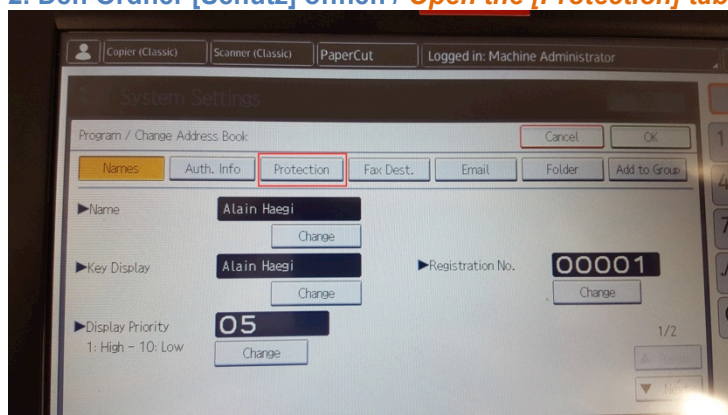 2. Den Ordner [Schutz] öffnen / Open the [Protection] tab
Copier (Classic) Scanner (Classic) PaperCut Logged in: Machine Administrator
System Settings
Program / Change Address Book Cancel OK
Names Auth. Info Protection Fax Dest. Email Folder Add to Group
►Name Alain Haegi
Change
►Key Display Alain Haegi ►Registration No. 00001
Change Change
►Display Priority 05
1: High - 10: Low Change 1/2
▼ Next